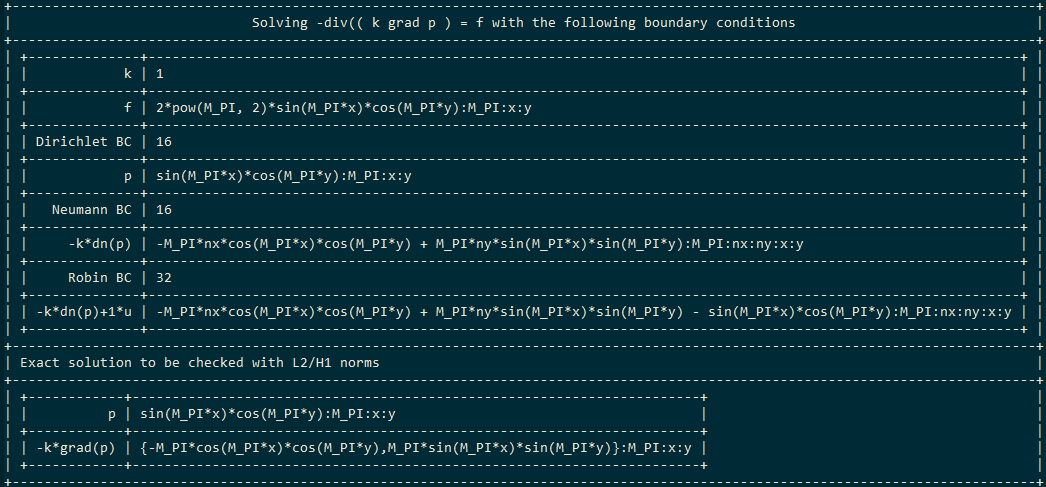 Solving -div(( k grad p ) = f with the following boundary conditions
k | 1
f | 2*pow(M_PI, 2)*sin(M_PI*x)*cos(M_PI*y):M_PI:x:y
Dirichlet BC | 16
p | sin(M_PI*x)*cos(M_PI*y):M_PI:x:y
Neumann BC | 16
-k*dn(p) | -M_PI*nx*cos(M_PI*x)*cos(M_PI*y) + M_PI*ny*sin(M_PI*x)*sin(M_PI*y):M_PI:nx:ny:x:y
Robin BC | 32
-k*dn(p)+1*u | -M_PI*nx*cos(M_PI*x)*cos(M_PI*y) + M_PI*ny*sin(M_PI*x)*sin(M_PI*y) - sin(M_PI*x)*cos(M_PI*y):M_PI:nx:ny:x:y
Exact solution to be checked with L2/H1 norms
p | sin(M_PI*x)*cos(M_PI*y):M_PI:x:y
-k*grad(p) | {-M_PI*cos(M_PI*x)*cos(M_PI*y),M_PI*sin(M_PI*x)*sin(M_PI*y)}:M_PI:x:y